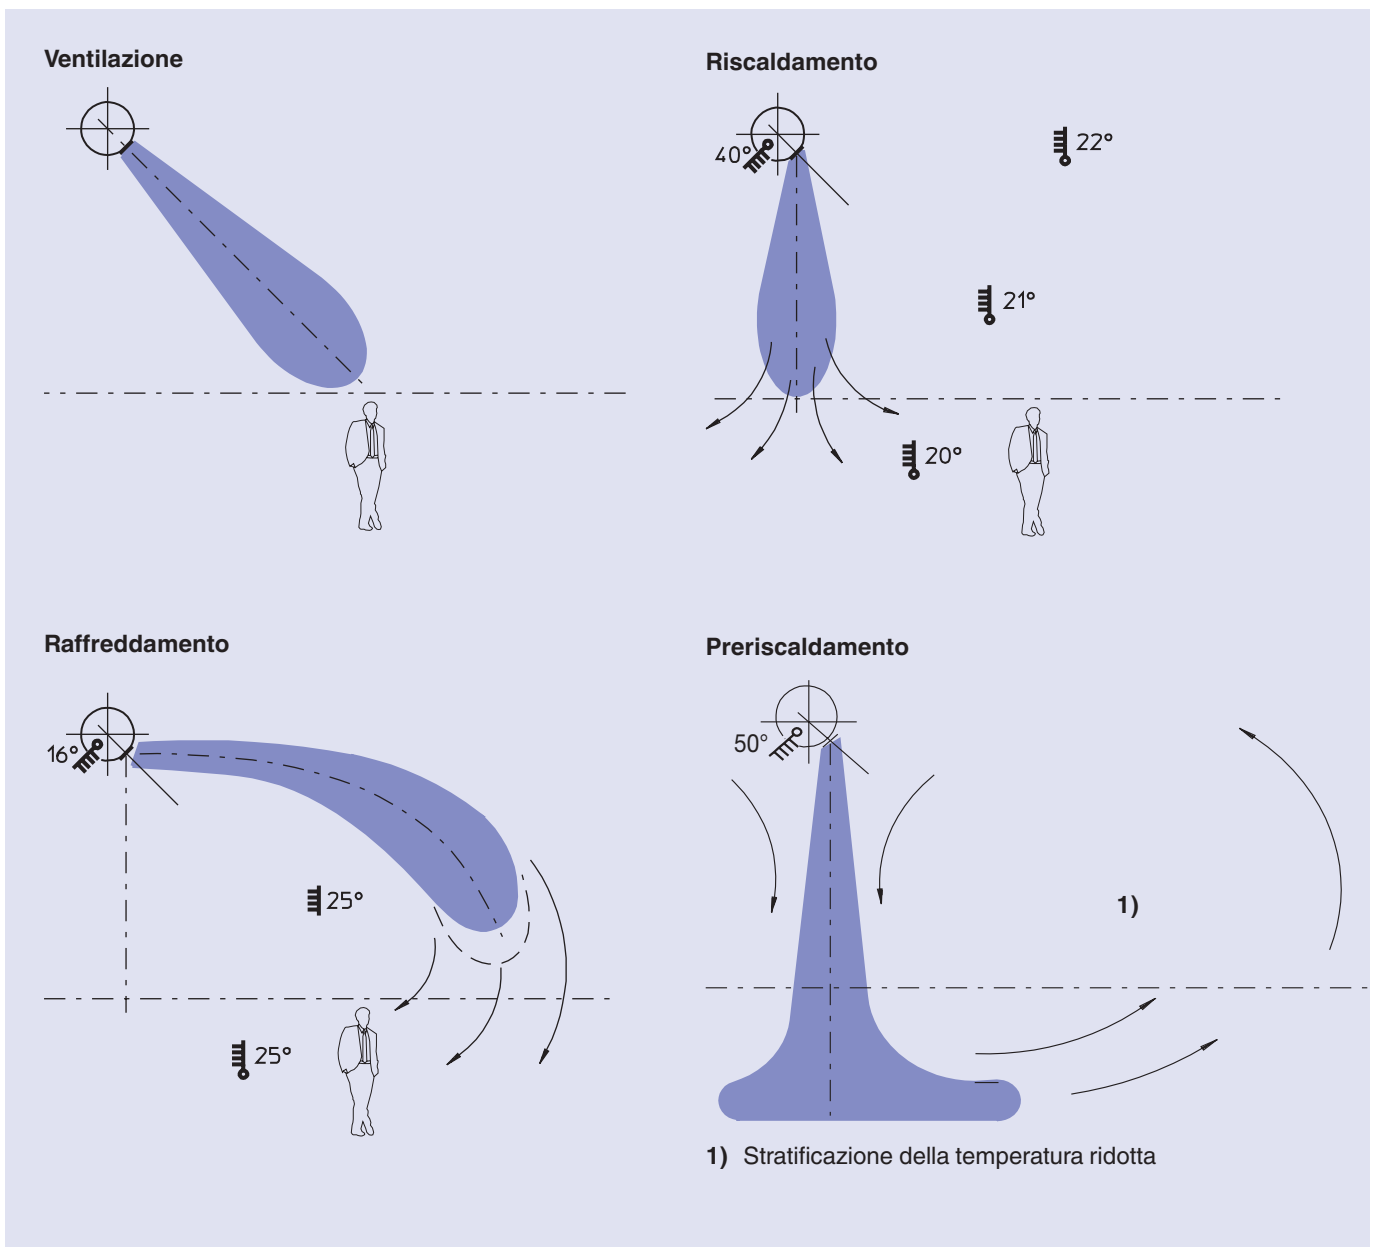 Ventilazione
Riscaldamento
40°
22°
21°
20°
Raffreddamento
16°
25°
25°
Preriscaldamento
50°
1)
1) Stratificazione della temperatura ridotta